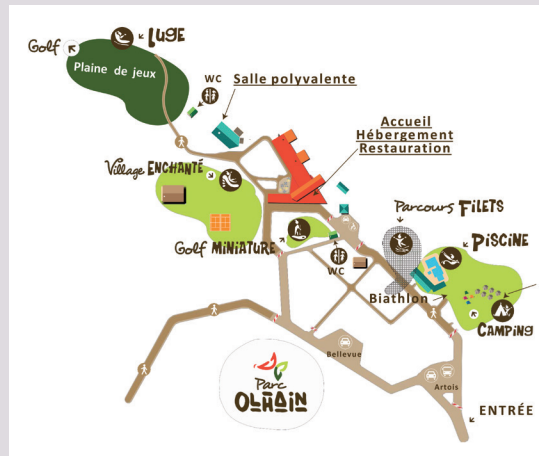 LUGE
Golf
Plaine de jeux
WC
Salle polyvalente
Accueil
Hébergement
Restauration
Village ENCHANTÉ
Parcours FILETS
Golf MINIATURE
PISCINE
WC
Biathlon
CAMPING
Bellevue
Artois
Parc
OLHAIN
ENTRÉE